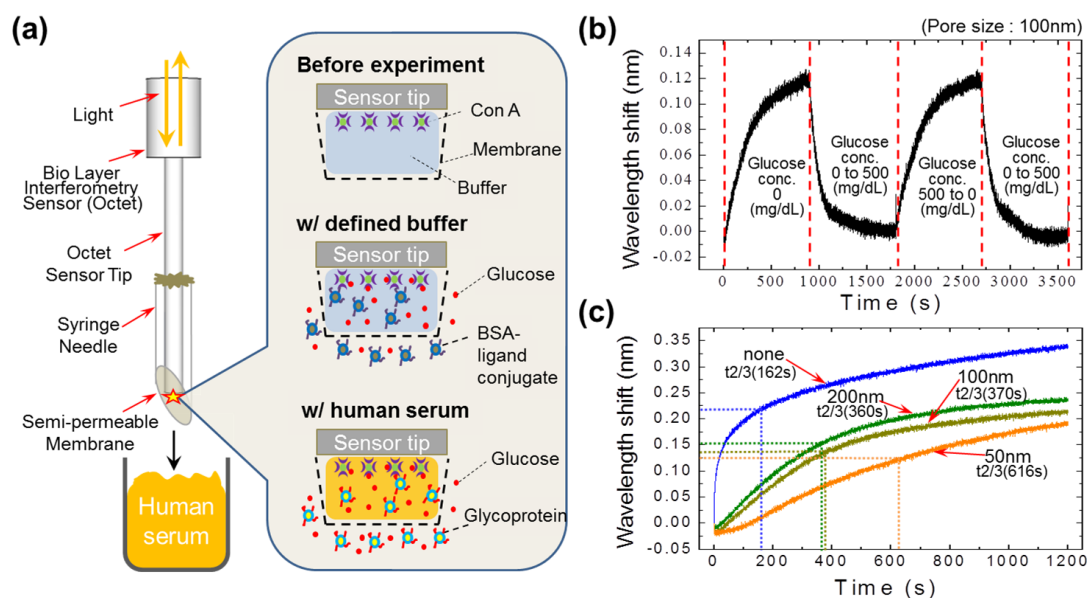 (a)
Light
Bio Layer
Interferometry
Sensor (Octet)
Octet
Sensor Tip
Syringe
Needle
Semi-permeable
Membrane
Human
serum
Before experiment
Sensor tip
Con A
Membrane
Buffer
w/ defined buffer
Sensor tip
Glucose
BSA-
ligand
conjugate
w/ human serum
Sensor tip
Glucose
Glycoprotein
(b)
(Pore size : 100nm)
Wavelength shift (nm)
0.14
0.12
0.10
0.08
0.06
0.04
0.02
0.00
-0.02
Glucose
conc.
0
(mg/dL)
Glucose
conc.
0 to 500
(mg/dL)
Glucose
conc.
500 to 0
(mg/dL)
Glucose
conc.
0 to 500
(mg/dL)
0 500 1000 1500 2000 2500 3000 3500
Time (s)
(c)
Wavelength shift (nm)
0.35
0.30
0.25
0.20
0.15
0.10
0.05
0.00
-0.05
none
t2/3(162s)
200nm
t2/3(360s)
100nm
t2/3(370s)
50nm
t2/3(616s)
0 200 400 600 800 1000 1200
Time (s)